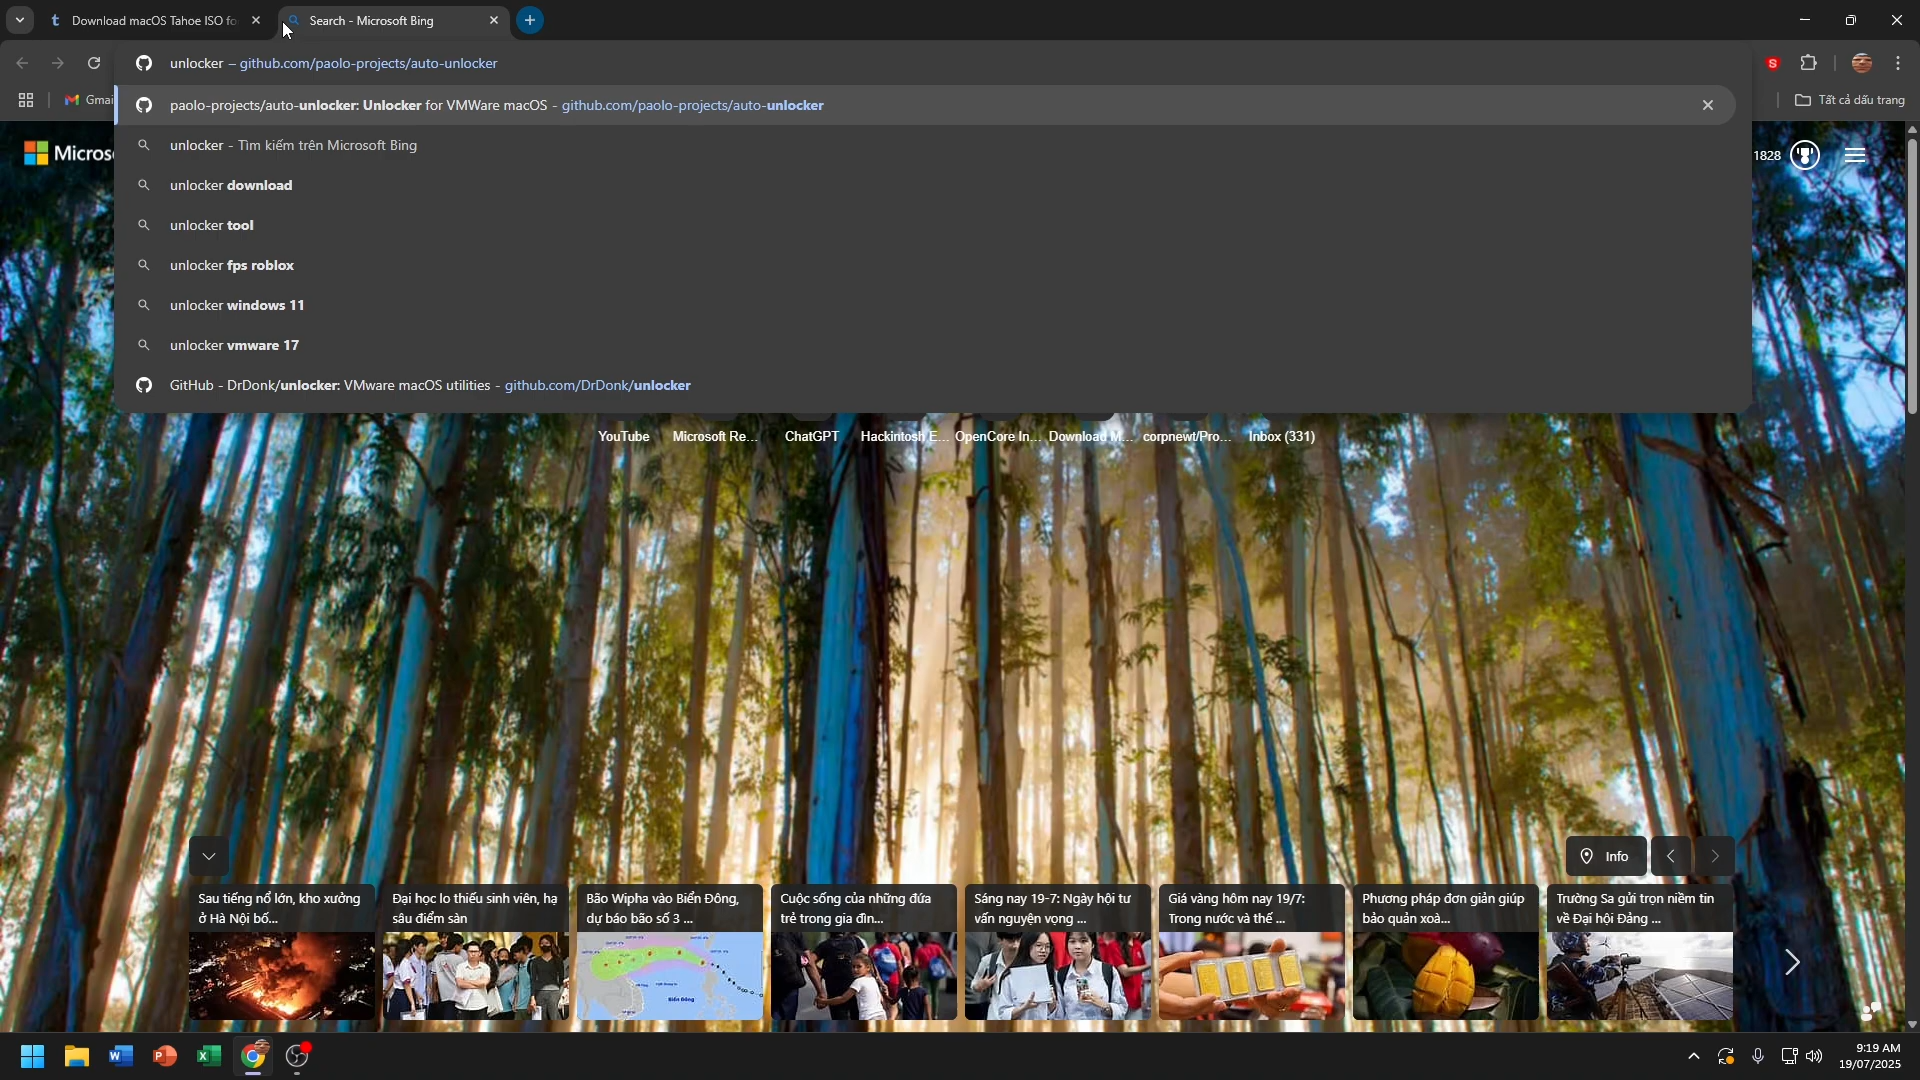 Download macOS Tahoe ISO fo
Search - Microsoft Bing
unlocker – github.com/paolo-projects/auto-unlocker
Gmai
paolo-projects/auto-unlocker: Unlocker for VMWare macOS - github.com/paolo-projects/auto-unlocker
Tất cả dấu trang
Micros
unlocker - Tìm kiếm trên Microsoft Bing
1828
unlocker download
unlocker tool
unlocker fps roblox
unlocker windows 11
unlocker vmware 17
GitHub - DrDonk/unlocker: VMware macOS utilities - github.com/DrDonk/unlocker
YouTube
Microsoft Re...
ChatGPT
Hackintosh E...
OpenCore In...
Download M...
corpnewt/Pro...
Inbox (331)
Info
Sau tiếng nổ lớn, kho xưởng
ở Hà Nội bố...
Đại học lo thiếu sinh viên, hạ
sâu điểm sàn
Bão Wipha vào Biển Đông,
dự báo bão số 3 ...
Cuộc sống của những đứa
trẻ trong gia đìn...
Sáng nay 19-7: Ngày hội tư
vấn nguyện vọng ...
Giá vàng hôm nay 19/7:
Trong nước và thế ...
Phương pháp đơn giản giúp
bảo quản xoà...
Trường Sa gửi trọn niềm tin
về Đại hội Đảng ...
Biển Đông
9:19 AM
19/07/2025